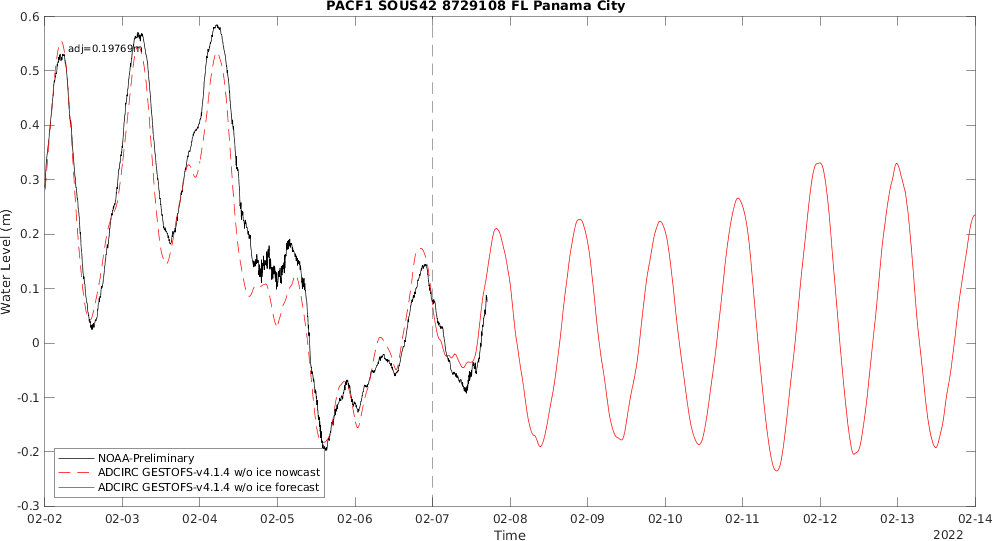 PACF1 SOUS42 8729108 FL Panama City
adj=0.19769m
0.6
0.5
0.4
0.3
0.2
0.1
0
-0.1
-0.2
-0.3
Water Level (m)
NOAA-Preliminary
ADCIRC GESTOFS-v4.1.4 w/o ice nowcast
ADCIRC GESTOFS-v4.1.4 w/o ice forecast
02-02 02-03 02-04 02-05 02-06 02-07 02-08 02-09 02-10 02-11 02-12 02-13 02-14
Time
2022